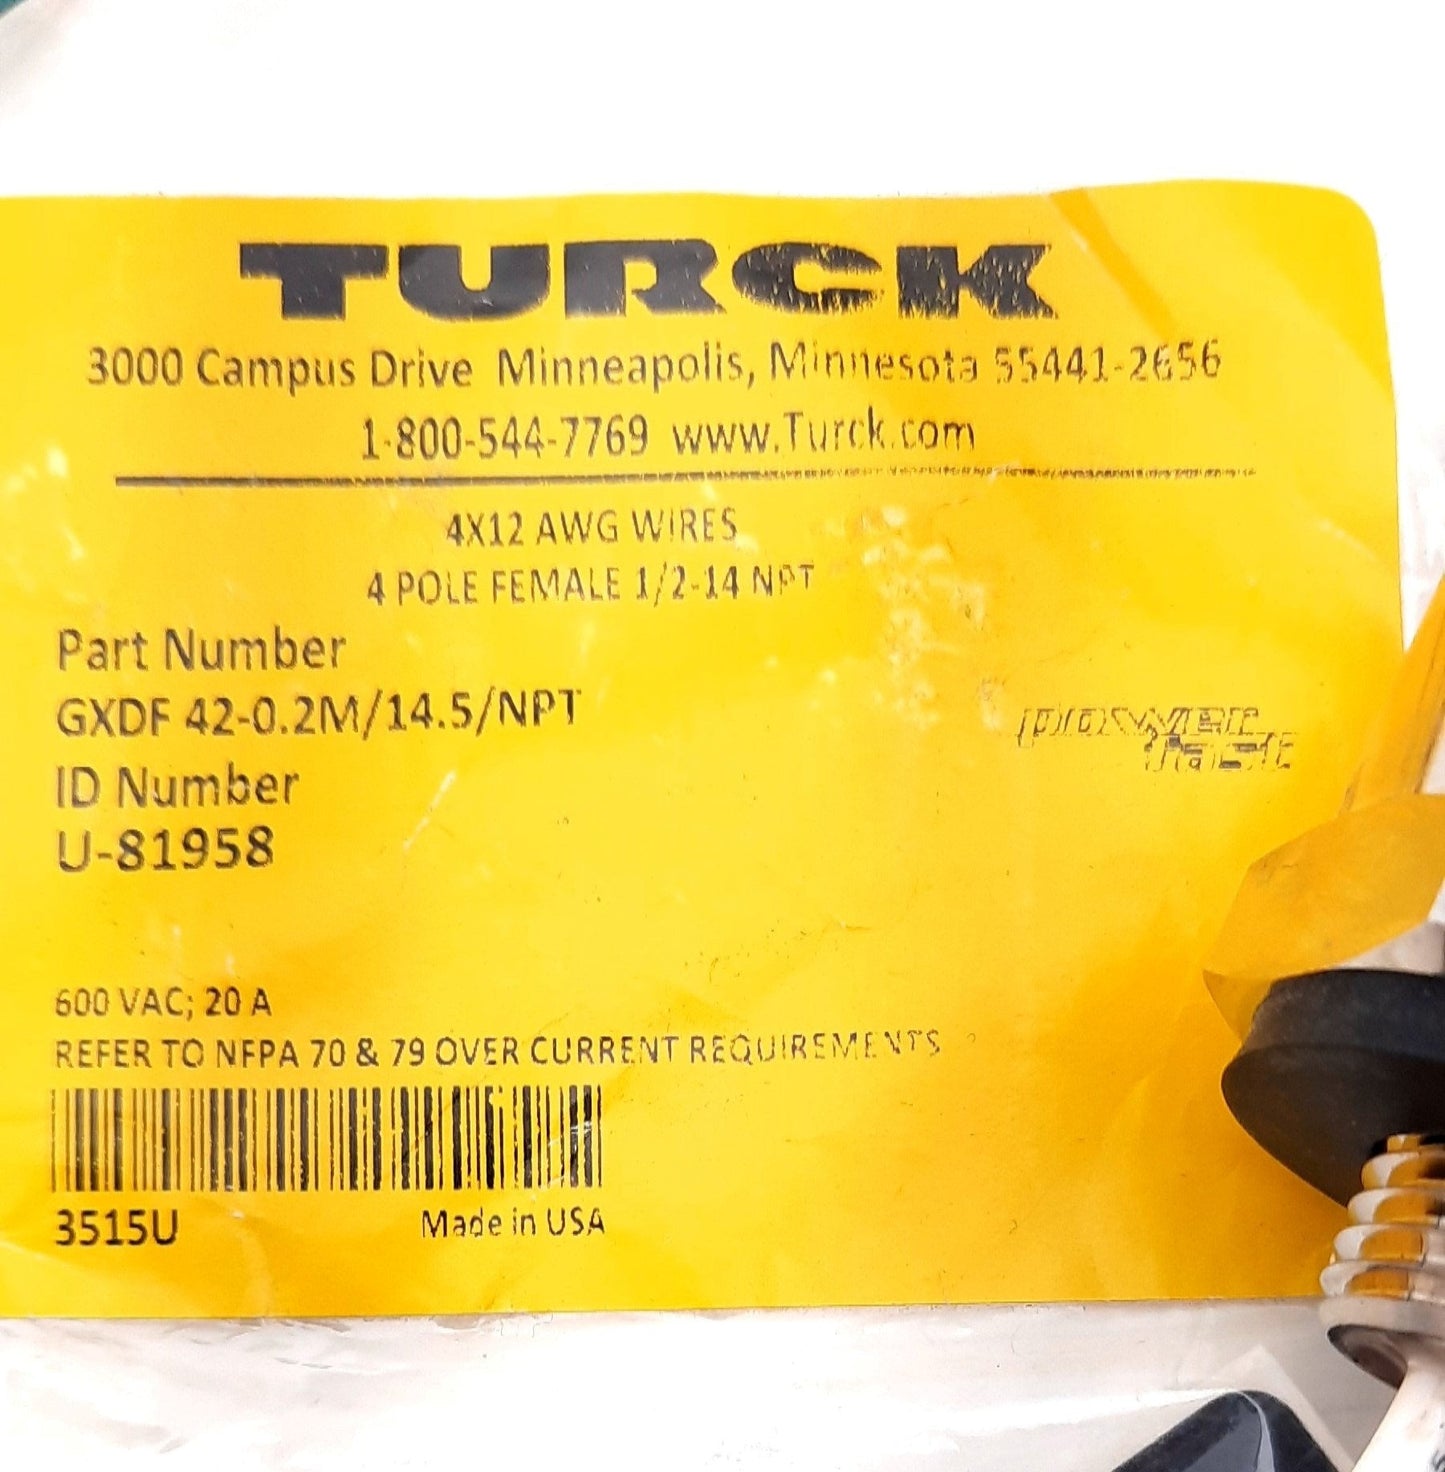 TURCK
3000 Campus Drive Minneapolis, Minnesota 55441-2656
1-800-544-7769 www.Turck.com
4X12 AWG WIRES
4 POLE FEMALE 1/2-14 NPT
Part Number
GXDF 42-0.2M/14.5/NPT
power
fast
ID Number
U-81958
600 VAC; 20 A
REFER TO NFPA 70 & 79 OVER CURRENT REQUIREMENTS
3515U Made in USA